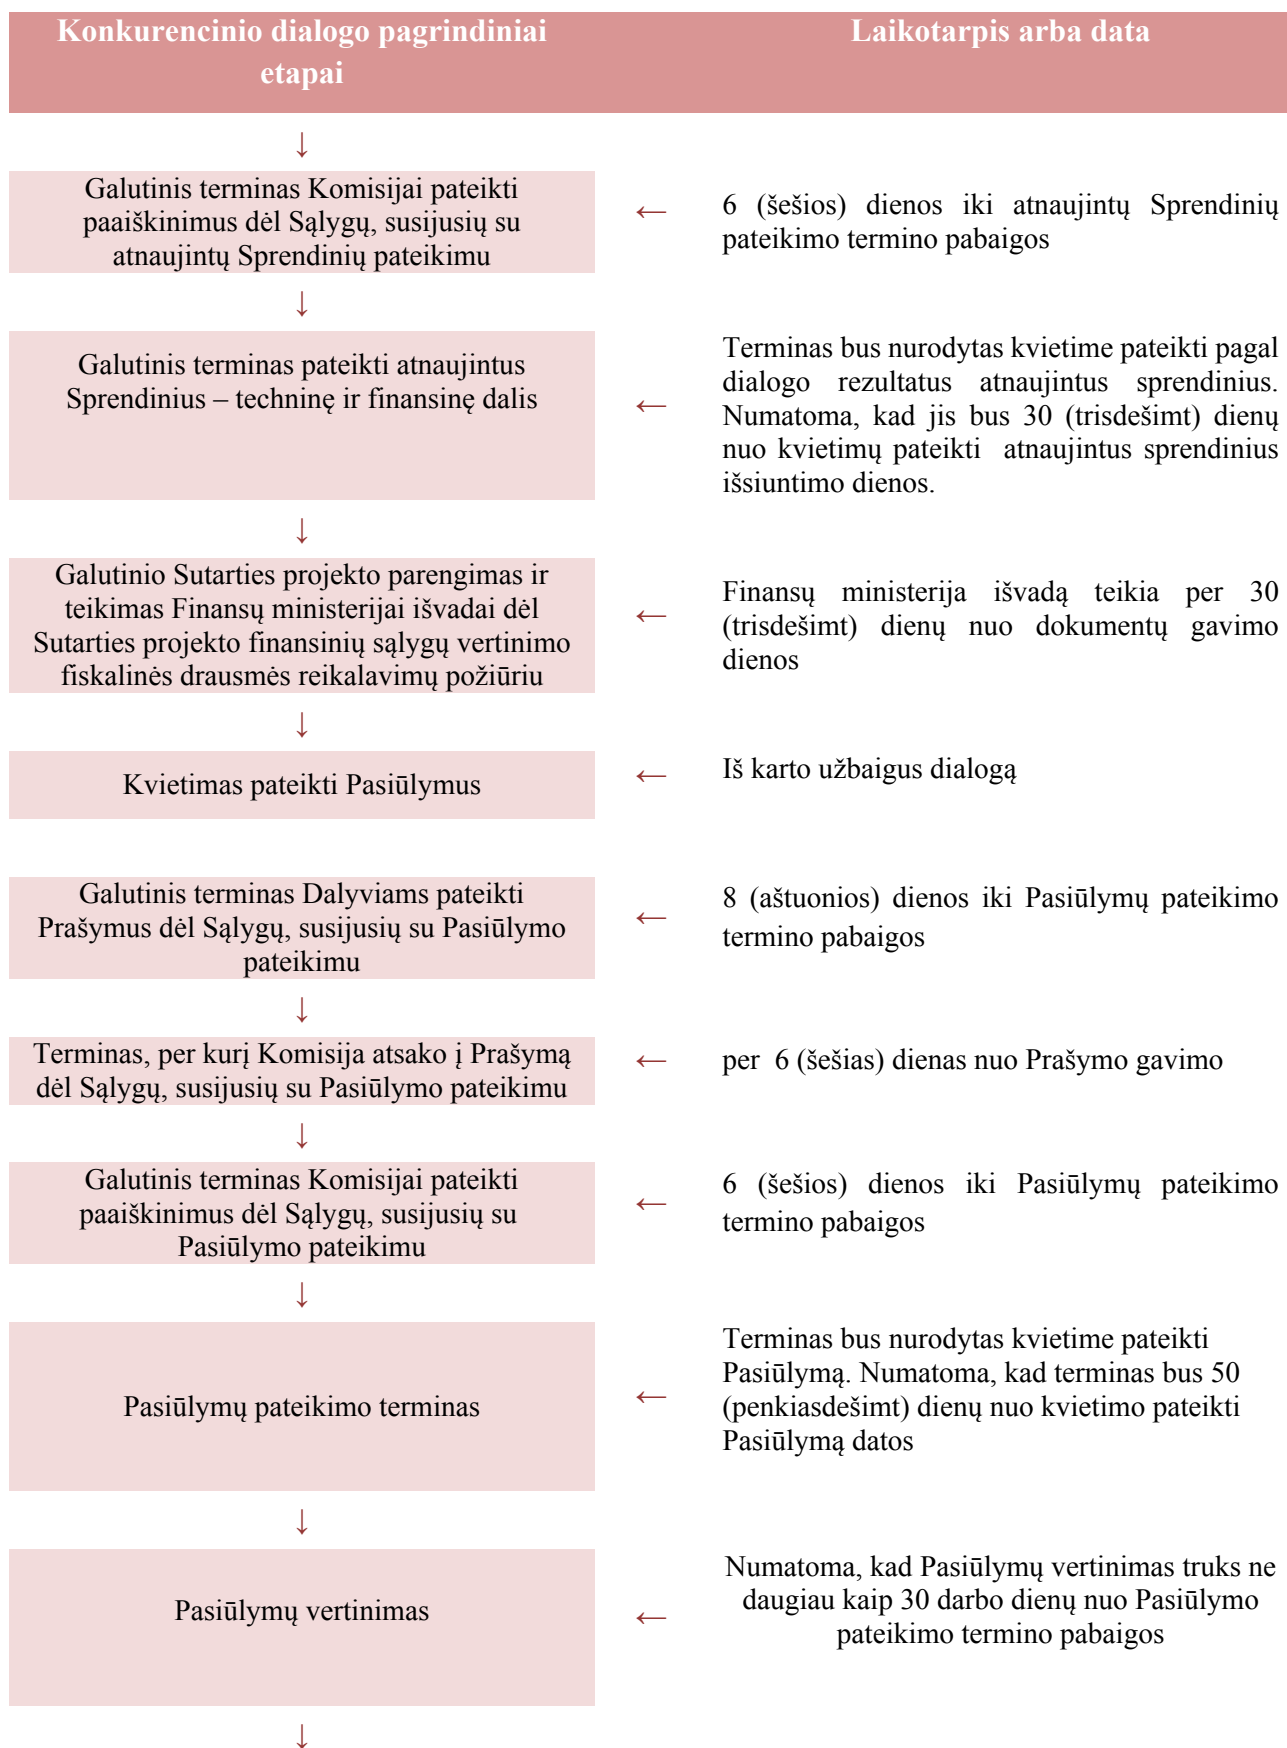 Konkurencinio dialogo pagrindiniai
etapai
Laikotarpis arba data
↓
Galutinis terminas Komisijai pateikti
paaiškinimus dėl Sąlygų, susijusių su
atnaujintų Sprendinių pateikimu
←
6 (šešios) dienos iki atnaujintų Sprendinių
pateikimo termino pabaigos
↓
Galutinis terminas pateikti atnaujintus
Sprendinius – techninę ir finansinę dalis
←
Terminas bus nurodytas kvietime pateikti pagal
dialogo rezultatus atnaujintus sprendinius.
Numatoma, kad jis bus 30 (trisdešimt) dienų
nuo kvietimų pateikti atnaujintus sprendinius
išsiuntimo dienos.
↓
Galutinio Sutarties projekto parengimas ir
teikimas Finansų ministerijai išvadai dėl
Sutarties projekto finansinių sąlygų vertinimo
fiskalinės drausmės reikalavimų požiūriu
←
Finansų ministerija išvadą teikia per 30
(trisdešimt) dienų nuo dokumentų gavimo
dienos
↓
Kvietimas pateikti Pasiūlymus
←
Iš karto užbaigus dialogą
Galutinis terminas Dalyviams pateikti
Prašymus dėl Sąlygų, susijusių su Pasiūlymo
pateikimu
←
8 (aštuonios) dienos iki Pasiūlymų pateikimo
termino pabaigos
↓
Terminas, per kurį Komisija atsako į Prašymą
dėl Sąlygų, susijusių su Pasiūlymo pateikimu
←
per 6 (šešias) dienas nuo Prašymo gavimo
↓
Galutinis terminas Komisijai pateikti
paaiškinimus dėl Sąlygų, susijusių su
Pasiūlymo pateikimu
←
6 (šešios) dienos iki Pasiūlymų pateikimo
termino pabaigos
↓
Pasiūlymų pateikimo terminas
←
Terminas bus nurodytas kvietime pateikti
Pasiūlymą. Numatoma, kad terminas bus 50
(penkiasdešimt) dienų nuo kvietimo pateikti
Pasiūlymą datos
↓
Pasiūlymų vertinimas
←
Numatoma, kad Pasiūlymų vertinimas truks ne
daugiau kaip 30 darbo dienų nuo Pasiūlymo
pateikimo termino pabaigos
↓